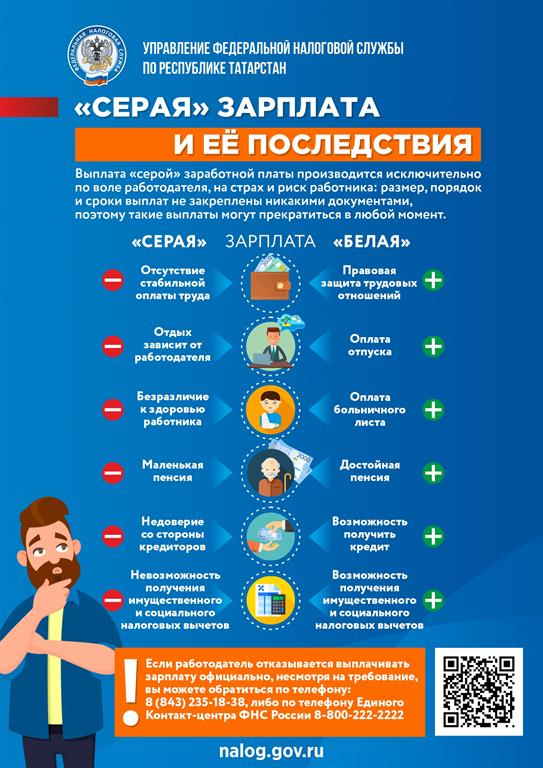 ФЕДЕРАЛЬНАЯ НАЛОГОВАЯ СЛУЖБА
УПРАВЛЕНИЕ ФЕДЕРАЛЬНОЙ НАЛОГОВОЙ СЛУЖБЫ
ПО РЕСПУБЛИКЕ ТАТАРСТАН
«СЕРАЯ» ЗАРПЛАТА
И ЕЁ ПОСЛЕДСТВИЯ
Выплата «серой» заработной платы производится исключительно
по воле работодателя, на страх и риск работника: размер, порядок
и сроки выплат не закреплены никакими документами,
поэтому такие выплаты могут прекратиться в любой момент.
«СЕРАЯ» ЗАРПЛАТА «БЕЛАЯ»
Отсутствие
стабильной
оплаты труда
Правовая
защита трудовых
отношений
Отдых
зависит от
работодателя
Оплата
отпуска
Безразличие
к здоровью
работника
Оплата
больничного
листа
Маленькая
пенсия
Достойная
пенсия
Недоверие
со стороны
кредиторов
Возможность
получить
кредит
Невозможность
получения
имущественного
и социального
налоговых вычетов
Возможность
получения
имущественного
и социального
налоговых вычетов
! Если работодатель отказывается выплачивать
зарплату официально, несмотря на требование,
вы можете обратиться по телефону:
8 (843) 235-18-38, либо по телефону Единого
Контакт-центра ФНС России 8-800-222-2222
nalog.gov.ru